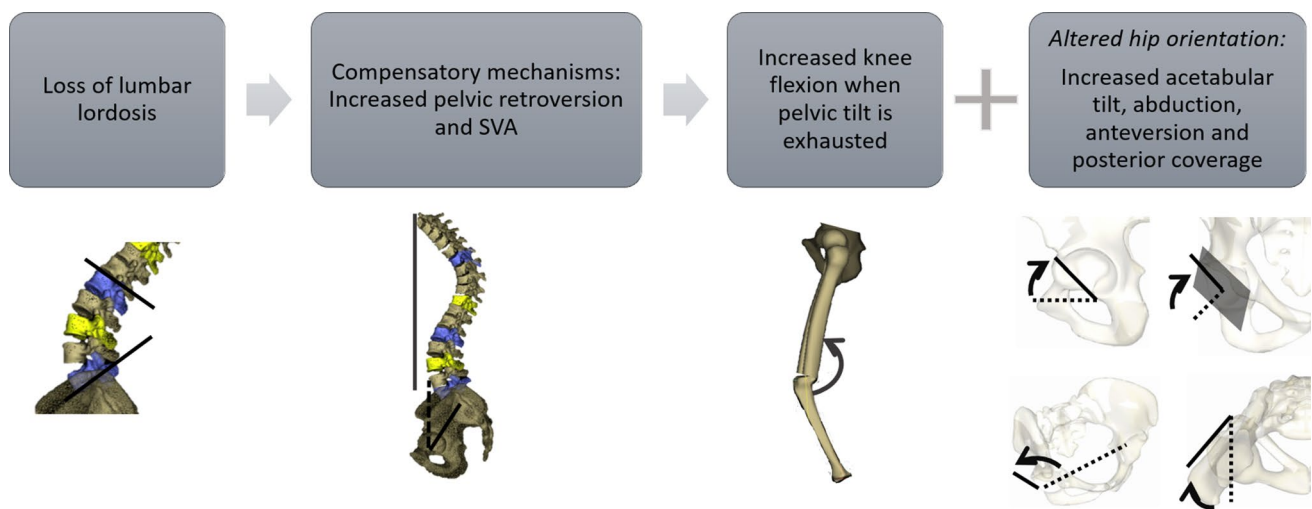 Loss of lumbar
lordosis
Compensatory mechanisms:
Increased pelvic retroversion
and SVA
Increased knee
flexion when
pelvic tilt is
exhausted
Altered hip orientation:
Increased acetabular
tilt, abduction,
anteversion and
posterior coverage